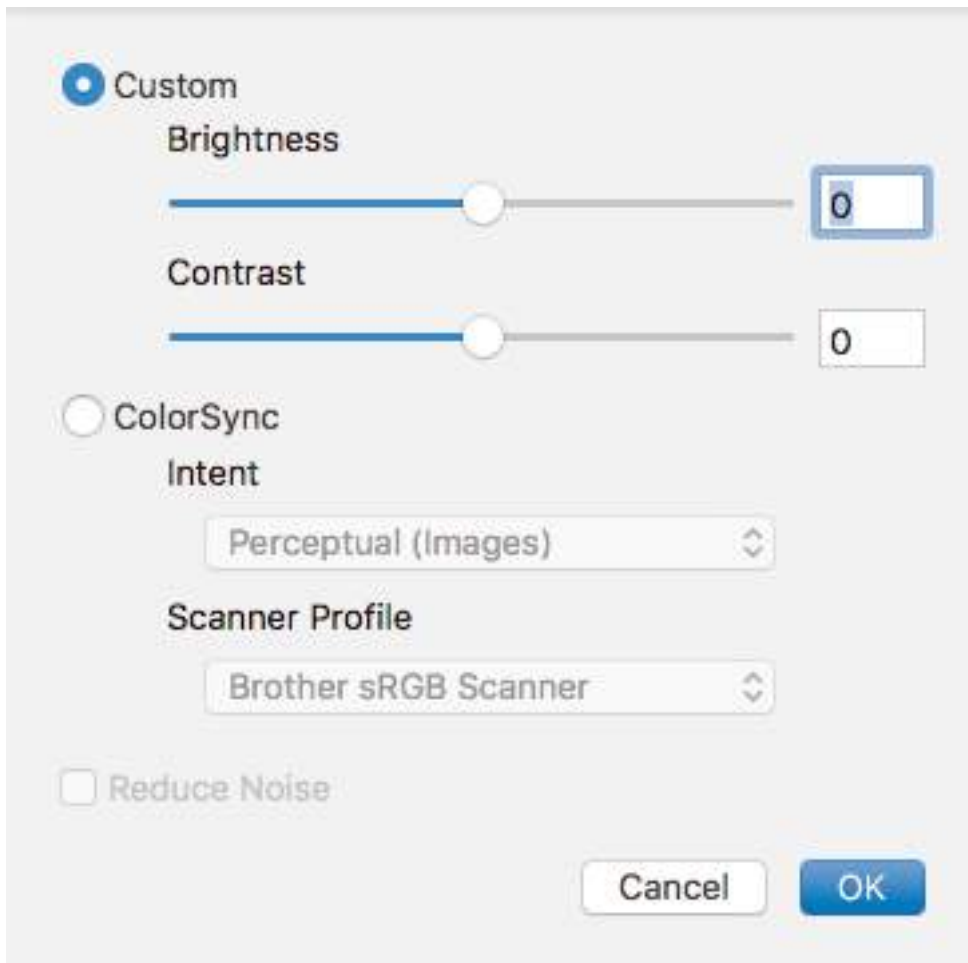 Custom
Brightness
0
Contrast
0
ColorSync
Intent
Perceptual (Images)
Scanner Profile
Brother sRGB Scanner
Reduce Noise
Cancel OK